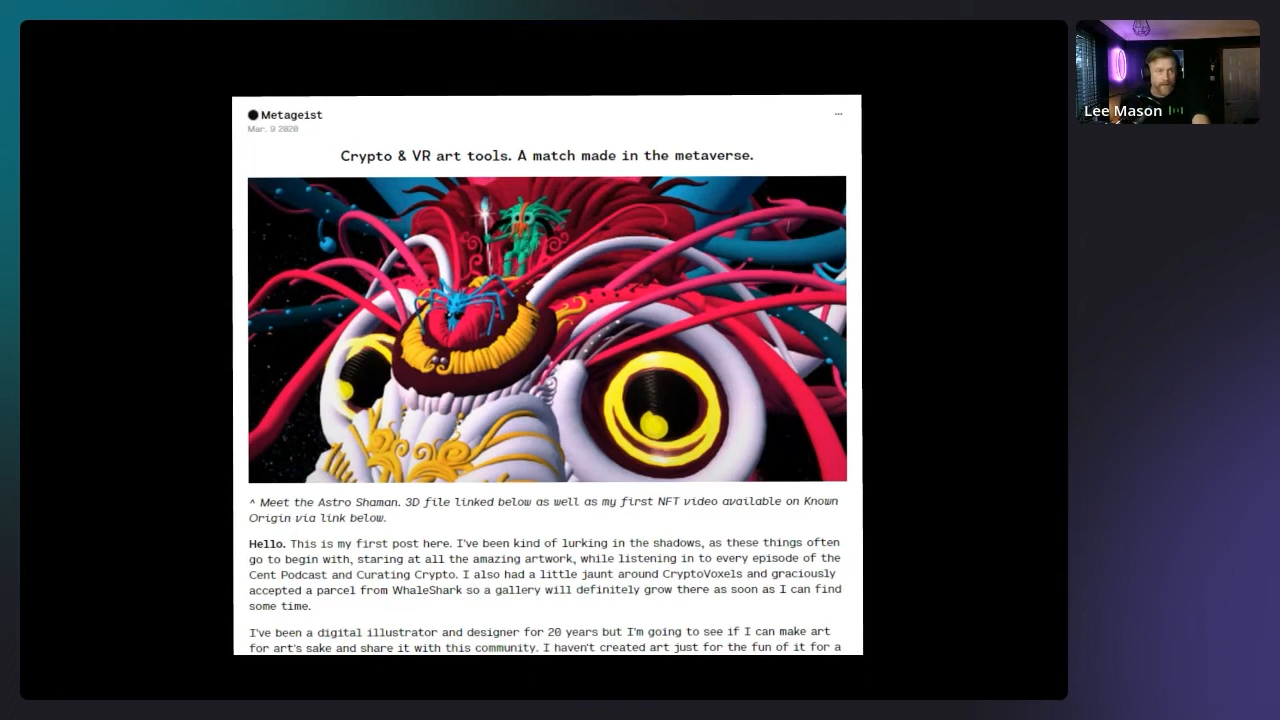 Metageist
...
Mar. 9 2020
Crypto & VR art tools. A match made in the metaverse.
^ Meet the Astro Shaman. 3D file linked below as well as my first NFT video available on Known
Origin via link below.
Hello. This is my first post here. I've been kind of lurking in the shadows, as these things often
go to begin with, staring at all the amazing artwork, while listening in to every episode of the
Cent Podcast and Curating Crypto. I also had a little jaunt around CryptoVoxels and graciously
accepted a parcel from WhaleShark so a gallery will definitely grow there as soon as I can find
some time.
I've been a digital illustrator and designer for 20 years but I'm going to see if I can make art
for art's sake and share it with this community. I haven't created art just for the fun of it for a
Lee Mason